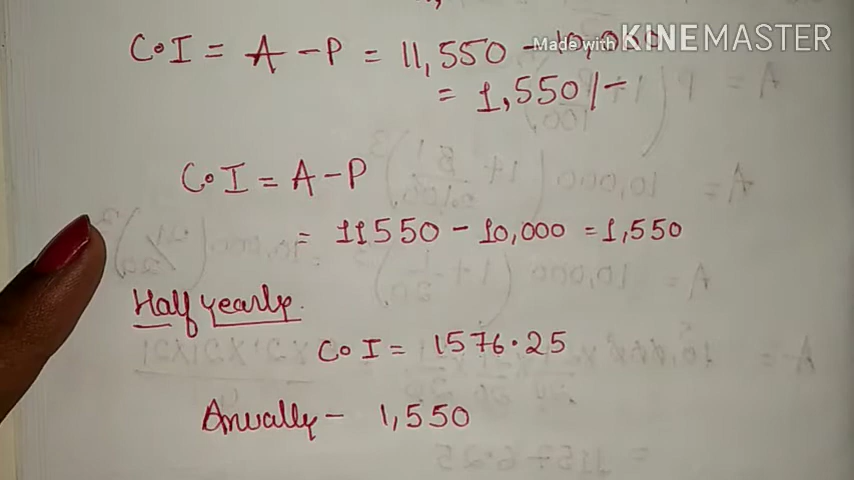 C.I = A - P = 11,550 - 10,000
Made with KINEMASTER
= 1,550/-
C.I = A - P
= 11550 - 10,000 = 1,550
Half yearly.
C.I = 1576.25
Anually - 1,550